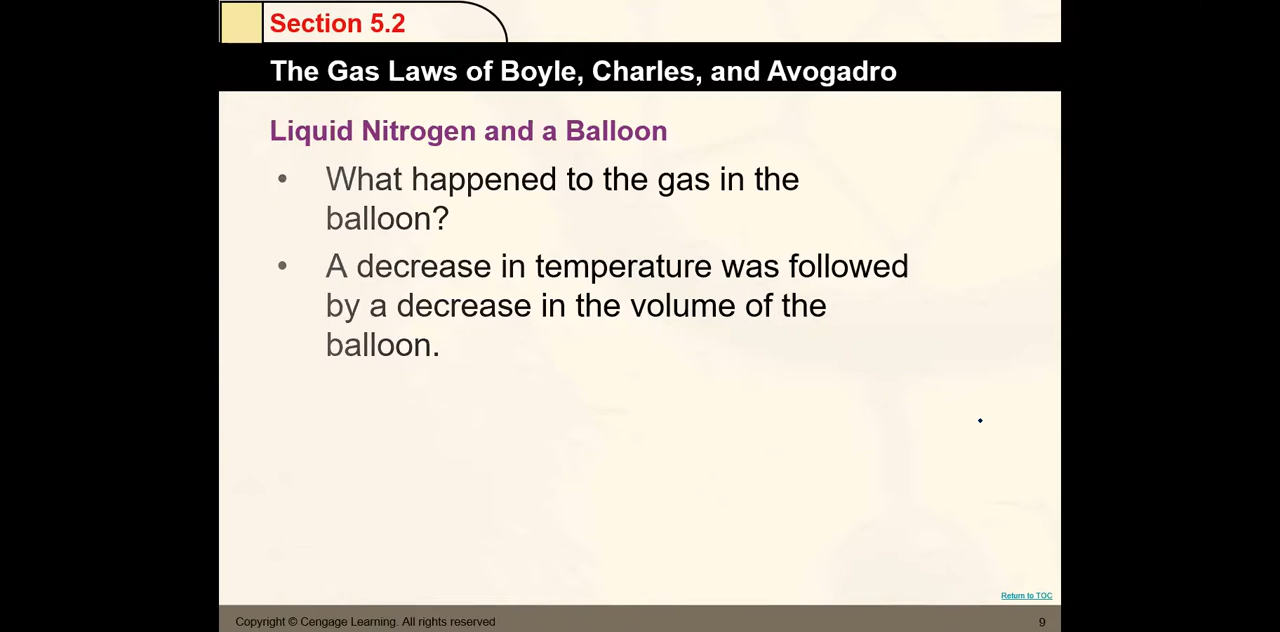 Section 5.2
The Gas Laws of Boyle, Charles, and Avogadro
Liquid Nitrogen and a Balloon
• What happened to the gas in the
balloon?
• A decrease in temperature was followed
by a decrease in the volume of the
balloon.
Return to TOC
Copyright © Cengage Learning. All rights reserved 9